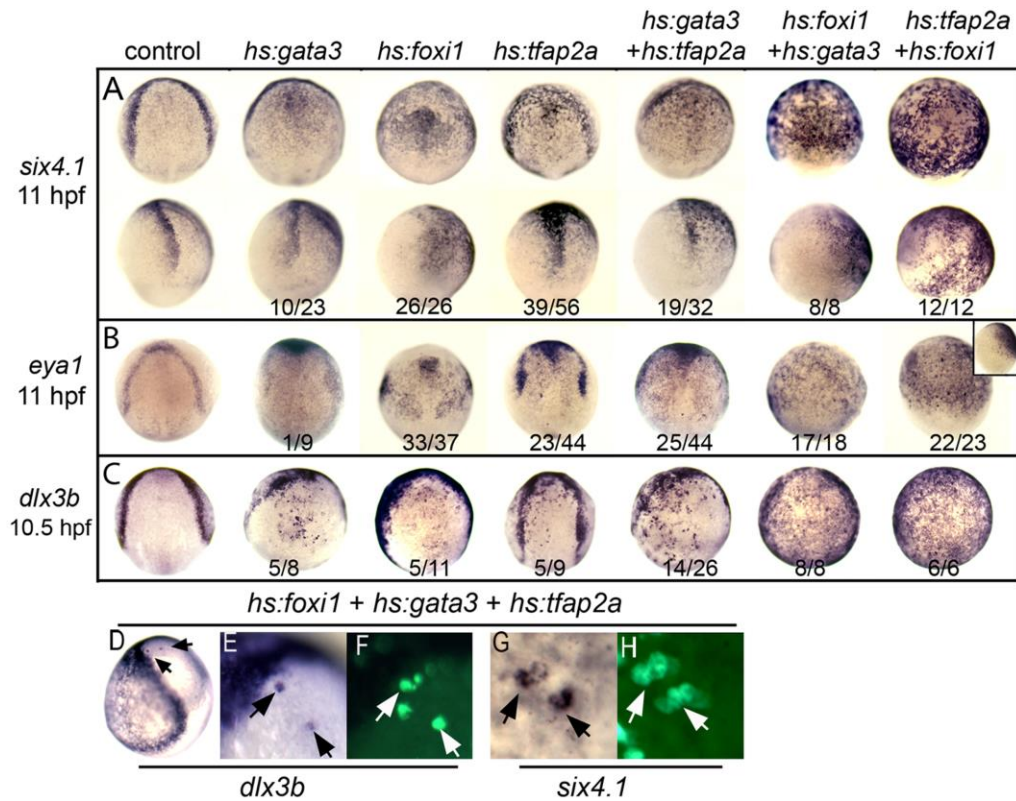 control hs:gata3 hs:foxi1 hs:tfap2a hs:gata3 +hs:tfap2a hs:foxi1 +hs:gata3 hs:tfap2a +hs:foxi1
A
six4.1
11 hpf
10/23 26/26 39/56 19/32 8/8 12/12
B
eya1
11 hpf
1/9 33/37 23/44 25/44 17/18 22/23
C
dlx3b
10.5 hpf
5/8 5/11 5/9 14/26 8/8 6/6
hs:foxi1 + hs:gata3 + hs:tfap2a
D E F G H
dlx3b six4.1